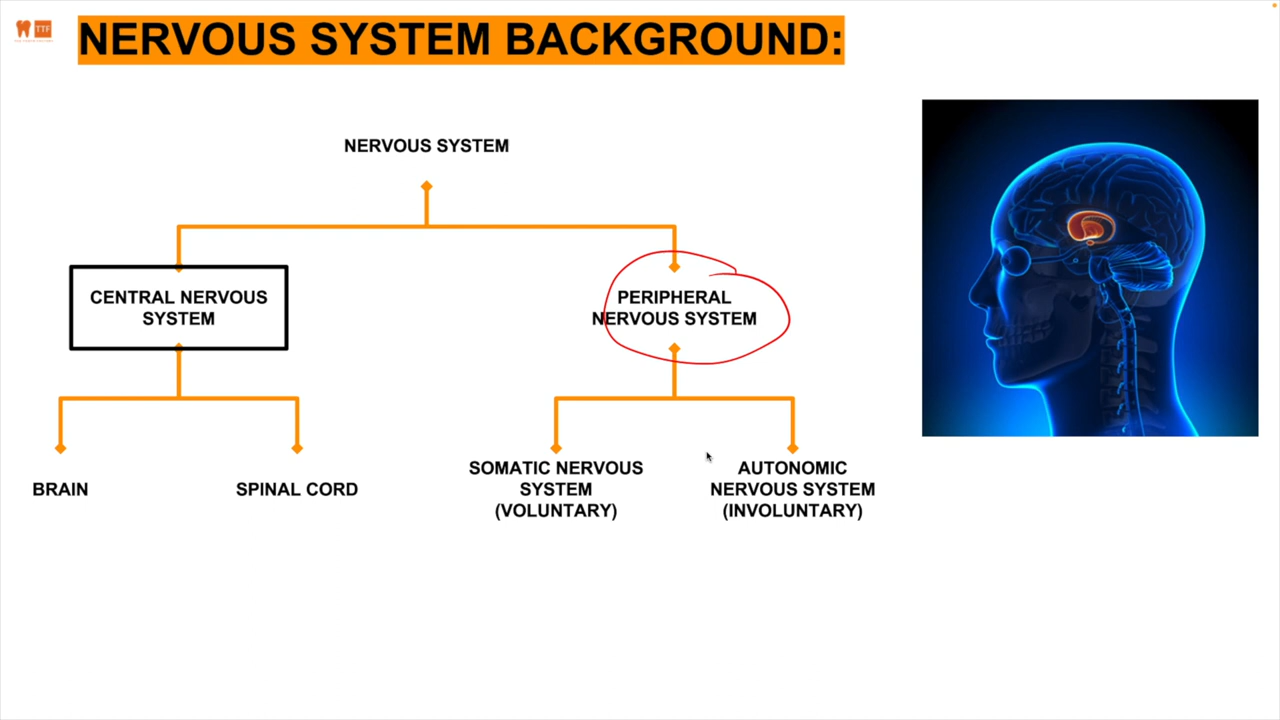 TTF
NERVOUS SYSTEM BACKGROUND:
NERVOUS SYSTEM
CENTRAL NERVOUS
SYSTEM
PERIPHERAL
NERVOUS SYSTEM
BRAIN
SPINAL CORD
SOMATIC NERVOUS
SYSTEM
(VOLUNTARY)
AUTONOMIC
NERVOUS SYSTEM
(INVOLUNTARY)